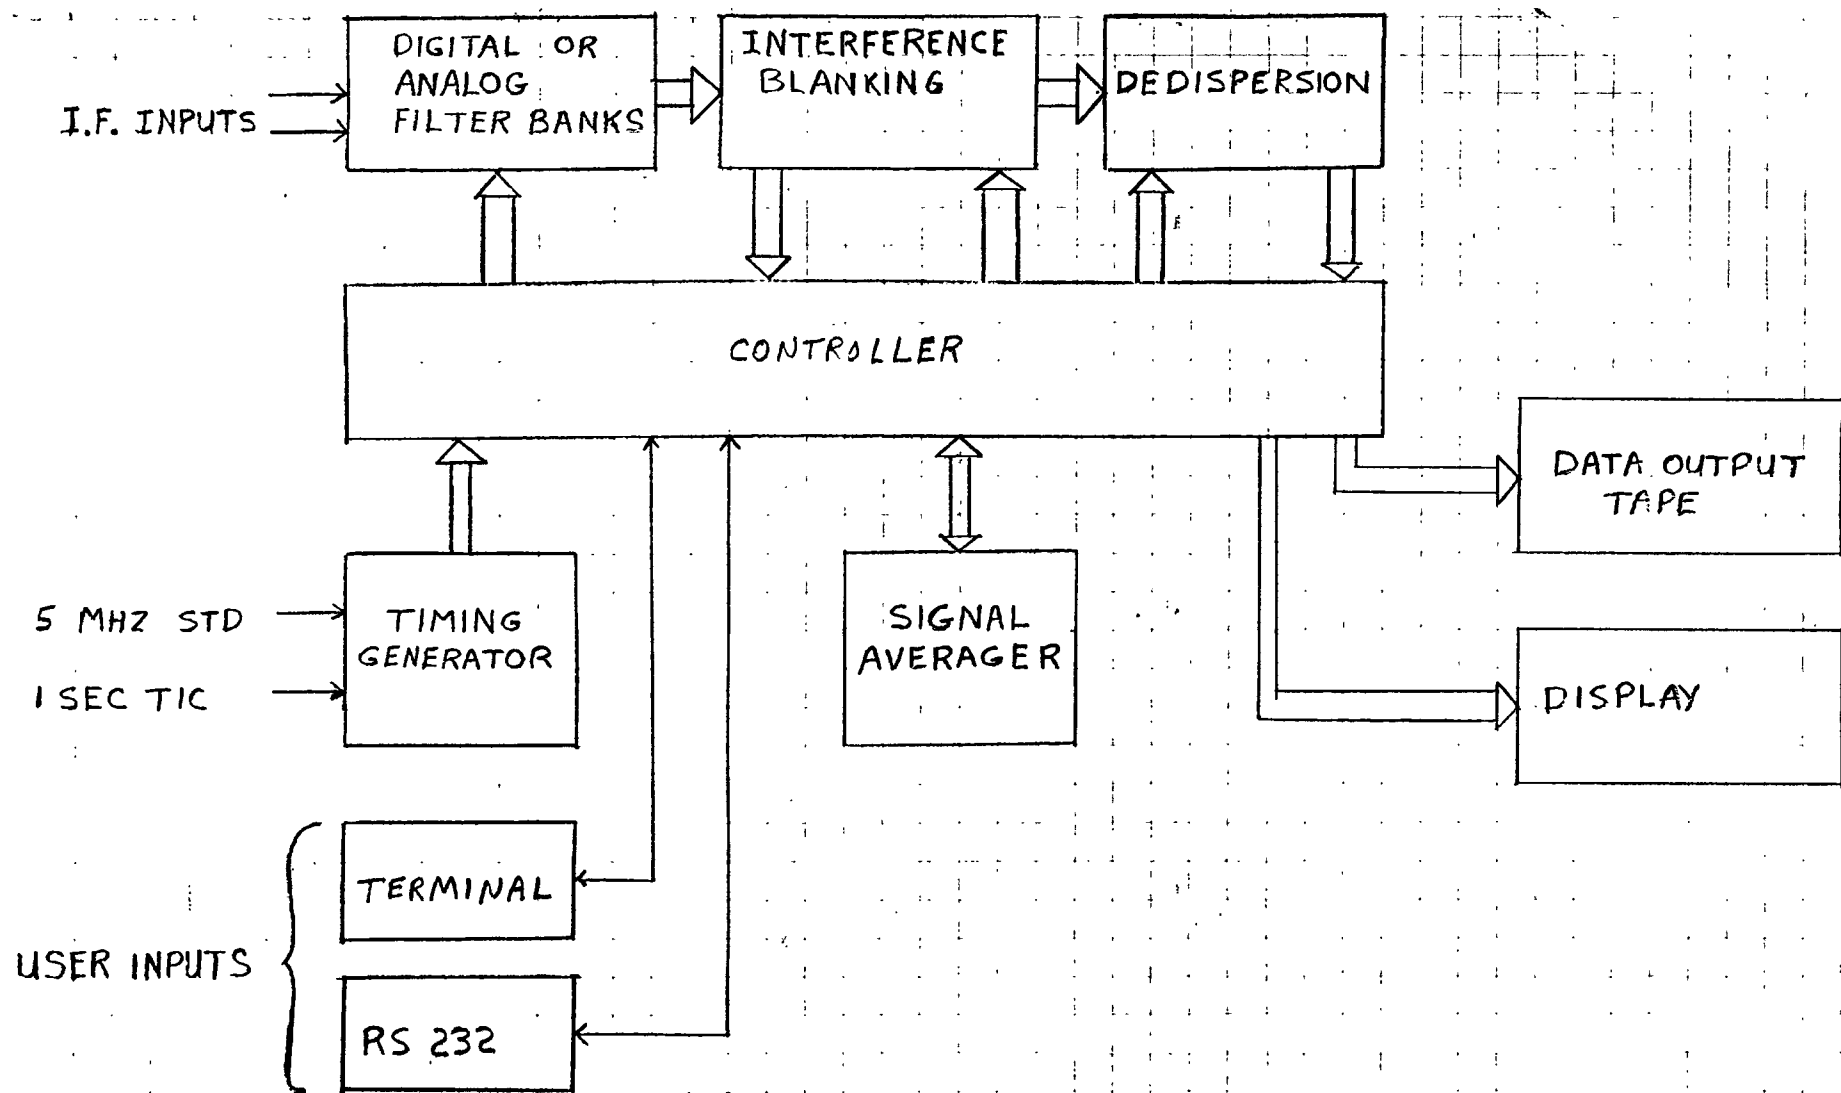 DIGITAL OR
ANALOG
FILTER BANKS
INTERFERENCE
BLANKING
DEDISPERSION
I.F. INPUTS
CONTROLLER
DATA OUTPUT
TAPE
5 MHZ STD
1 SEC TIC
TIMING
GENERATOR
SIGNAL
AVERAGER
DISPLAY
USER INPUTS
TERMINAL
RS 232